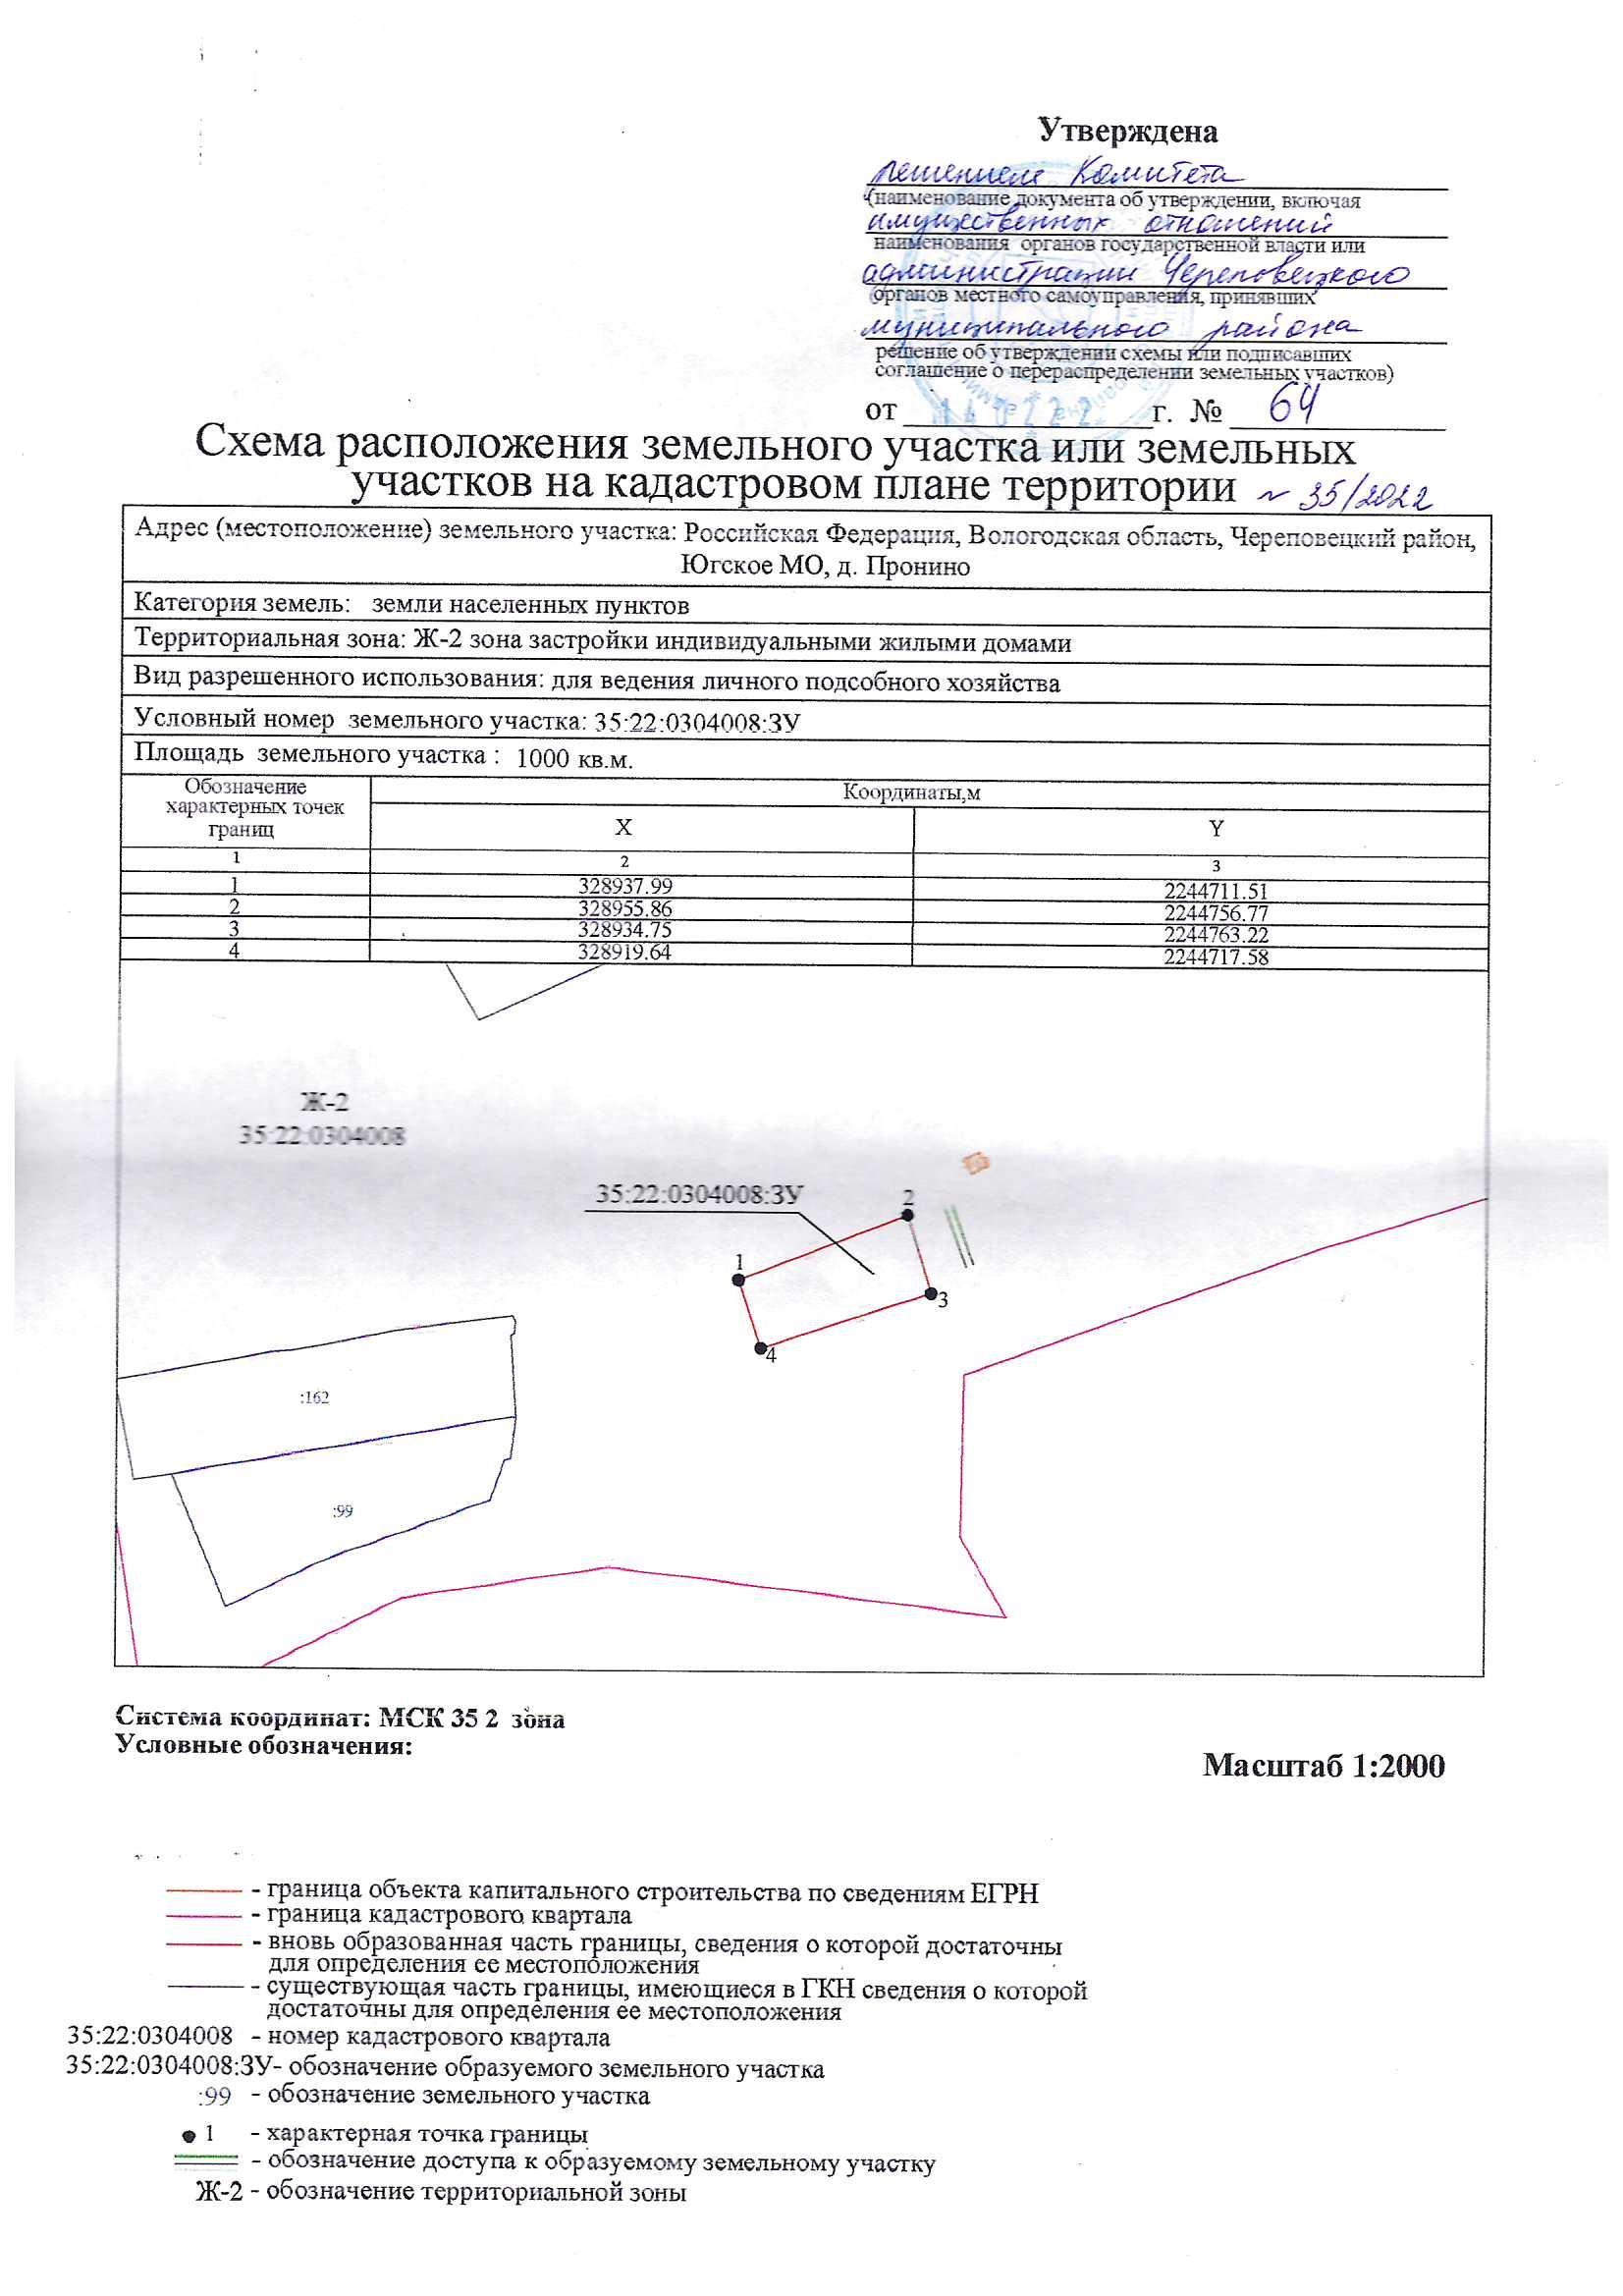 Утверждена
решением Комитета
(наименование документа об утверждении, включая
имущественных отношений
наименования органов государственной власти или
администрации Череповецкого
органов местного самоуправления, принявших
муниципального района
решение об утверждении схемы или подписавших
соглашение о перераспределении земельных участков)
от г. № 64
Схема расположения земельного участка или земельных
участков на кадастровом плане территории № 35/2022
Адрес (местоположение) земельного участка: Российская Федерация, Вологодская область, Череповецкий район,
Югское МО, д. Пронино
Категория земель: земли населенных пунктов
Территориальная зона: Ж-2 зона застройки индивидуальными жилыми домами
Вид разрешенного использования: для ведения личного подсобного хозяйства
Условный номер земельного участка: 35:22:0304008:ЗУ
Площадь земельного участка : 1000 кв.м.
Обозначение
характерных точек
границ
Координаты,м
X Y
1 2 3
1 328937.99 2244711.51
2 328955.86 2244756.77
3 328934.75 2244763.22
4 328919.64 2244717.58
Ж-2
35:22:0304008
35:22:0304008:ЗУ
2
1
3
4
:162
:99
Система координат: МСК 35 2 зона
Условные обозначения:
Масштаб 1:2000
- граница объекта капитального строительства по сведениям ЕГРН
- граница кадастрового квартала
- вновь образованная часть границы, сведения о которой достаточны
для определения ее местоположения
- существующая часть границы, имеющиеся в ГКН сведения о которой
достаточны для определения ее местоположения
35:22:0304008 - номер кадастрового квартала
35:22:0304008:ЗУ- обозначение образуемого земельного участка
:99 - обозначение земельного участка
1 - характерная точка границы
- обозначение доступа к образуемому земельному участку
Ж-2 - обозначение территориальной зоны